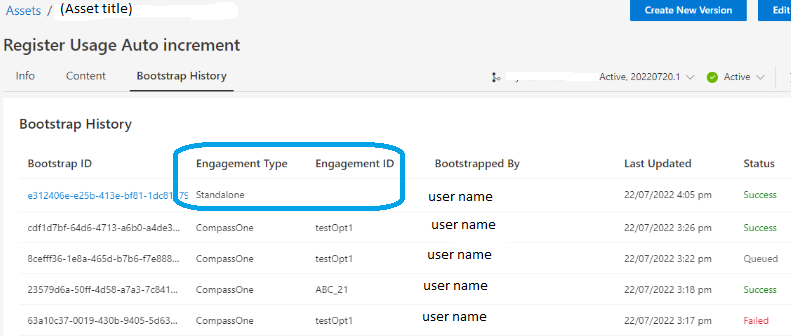 Assets / (Asset title) Create New Version Edit
Register Usage Auto increment
Info Content Bootstrap History Active, 20220720.1 Active
Bootstrap History
Bootstrap ID Engagement Type Engagement ID Bootstrapped By Last Updated Status
e312406e-e25b-413e-bf81-1dc81 75 Standalone user name 22/07/2022 4:05 pm Success
cdf1d7bf-64d6-4713-a6b0-a4de3... CompassOne testOpt1 user name 22/07/2022 3:26 pm Success
8cefff36-1e8a-465d-b7b6-f7e888... CompassOne testOpt1 user name 22/07/2022 3:22 pm Queued
23579d6a-50ff-4d58-a7a3-7c841... CompassOne ABC_21 user name 22/07/2022 3:18 pm Success
63a10c37-0019-430b-9405-5d63... CompassOne testOpt1 user name 22/07/2022 3:17 pm Failed